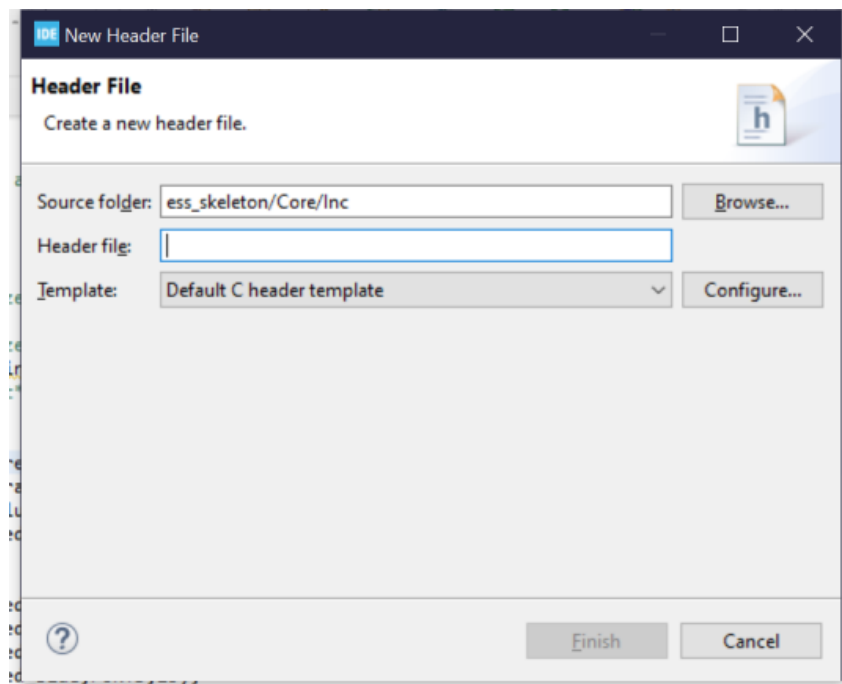 IDE New Header File
Header File
Create a new header file.
h
Source folder: ess_skeleton/Core/Inc Browse...
Header file:
Template: Default C header template Configure...
? Finish Cancel